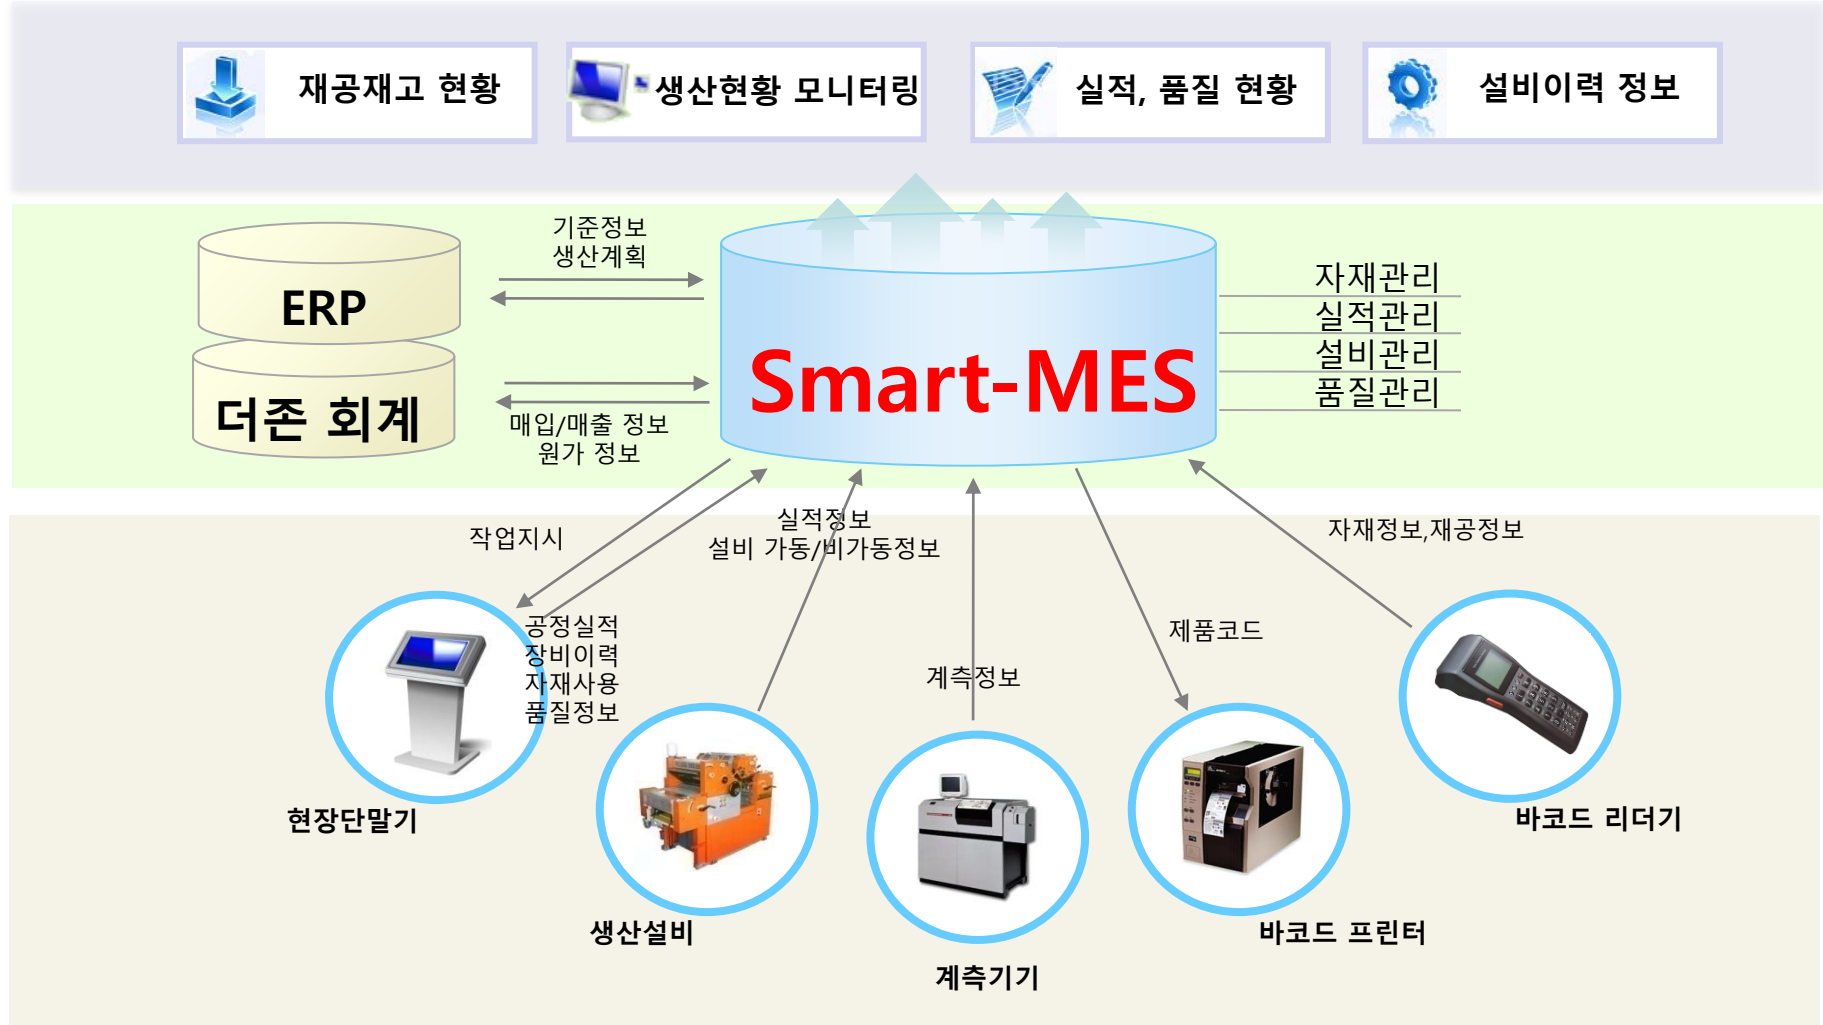 재공재고 현황
생산현황 모니터링
실적, 품질 현황
설비이력 정보
기준정보
생산계획
ERP
더존 회계
매입/매출 정보
원가 정보
Smart-MES
자재관리
실적관리
설비관리
품질관리
작업지시
실적정보
설비 가동/비가동정보
자재정보,재공정보
공정실적
장비이력
자재사용
품질정보
계측정보
제품코드
현장단말기
생산설비
계측기기
바코드 프린터
바코드 리더기